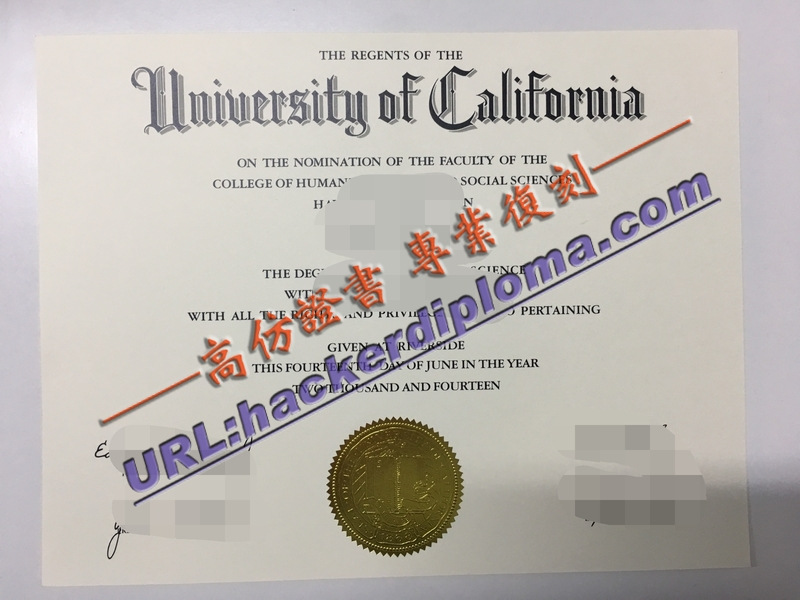 THE REGENTS OF THE
University of California
ON THE NOMINATION OF THE FACULTY OF THE
COLLEGE OF SOCIAL SCIENCES
THE SCIENCE
WITH ALL THE AND PERTAINING
GIVEN AT RIVERSIDE
THIS FOURTEENTH DAY OF JUNE IN THE YEAR
TWO THOUSAND AND FOURTEEN
高仿證書 專業復刻
URL:hackerdiploma.com